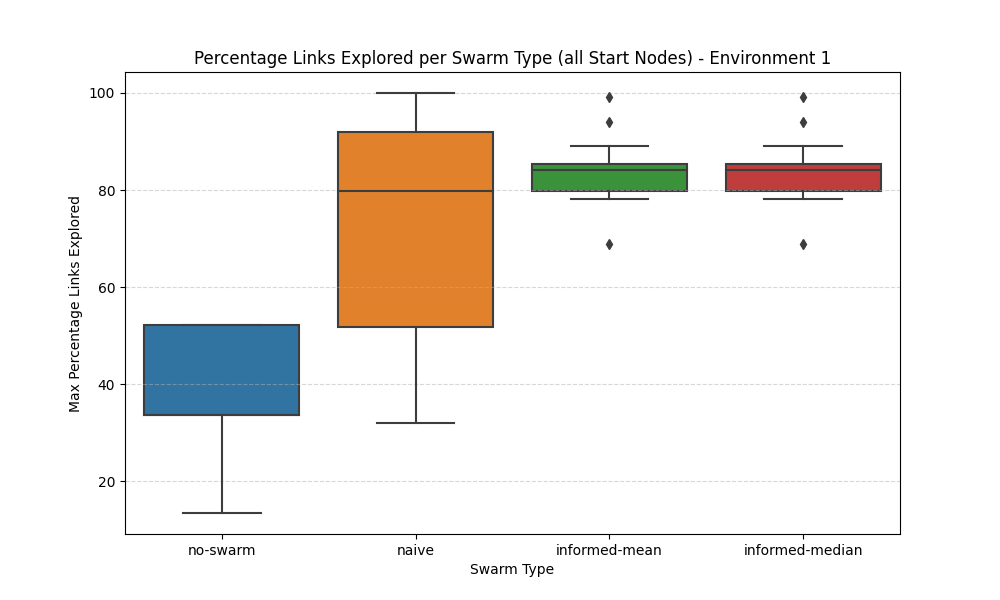 Percentage Links Explored per Swarm Type (all Start Nodes) - Environment 1
Max Percentage Links Explored
100
80
60
40
20
no-swarm naive informed-mean informed-median
Swarm Type